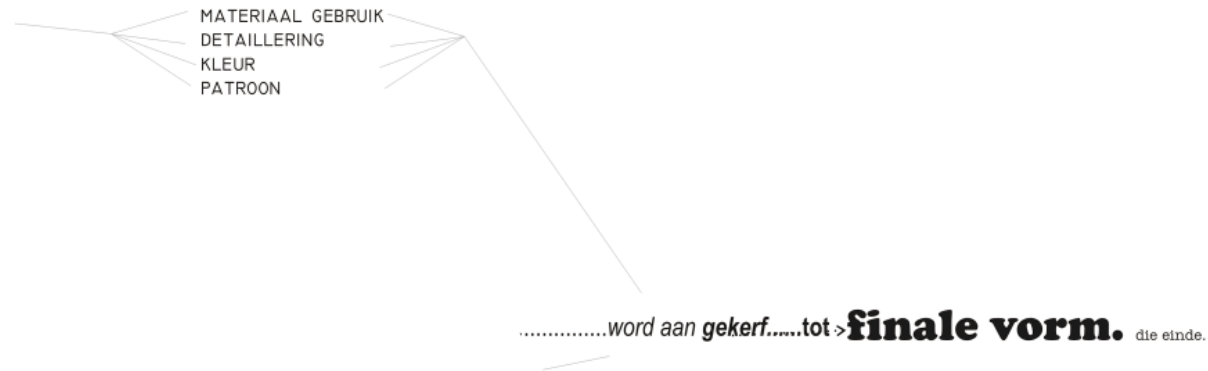 MATERIAAL GEBRUIK
DETAILLERING
KLEUR
PATROON
...............word aan gekerf......tot ->finale vorm. die einde.